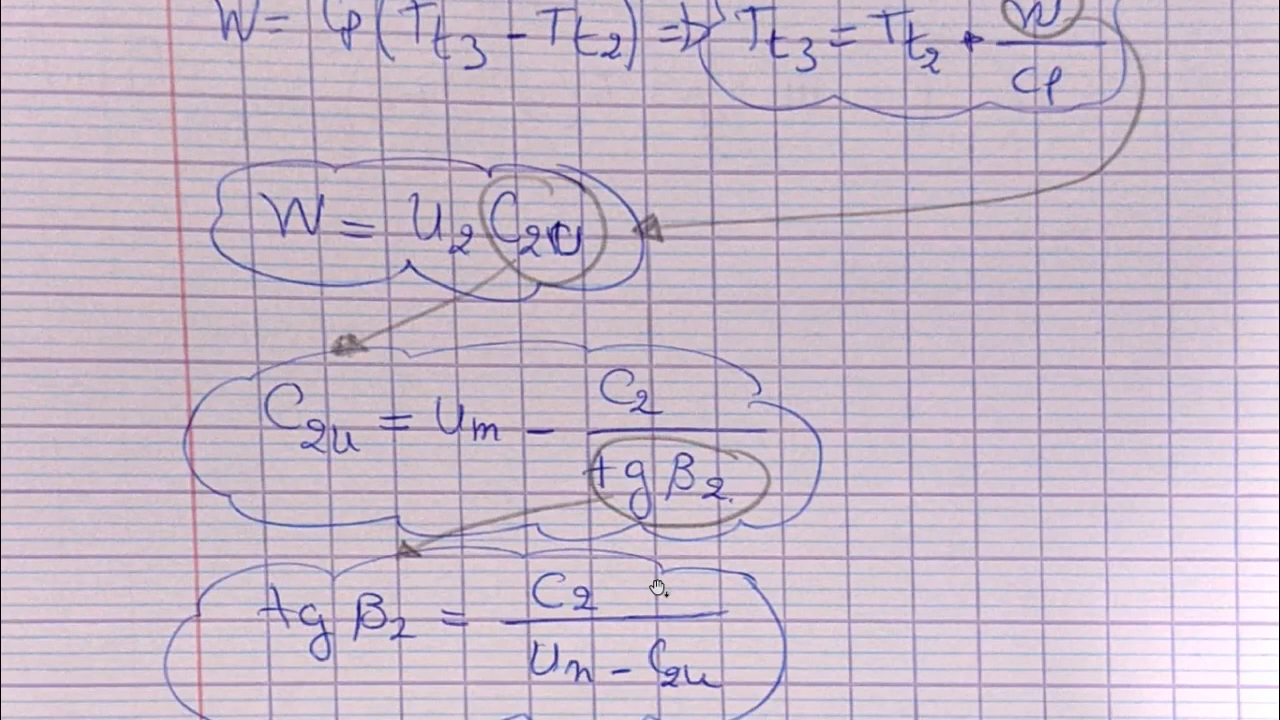 W = Cp (Tt3 - Tt2) => Tt3 = Tt2 + W/Cp
W = U2 C2u
C2u = Um - C2/tg β2
tg β2 = C2/(Um - C2u)